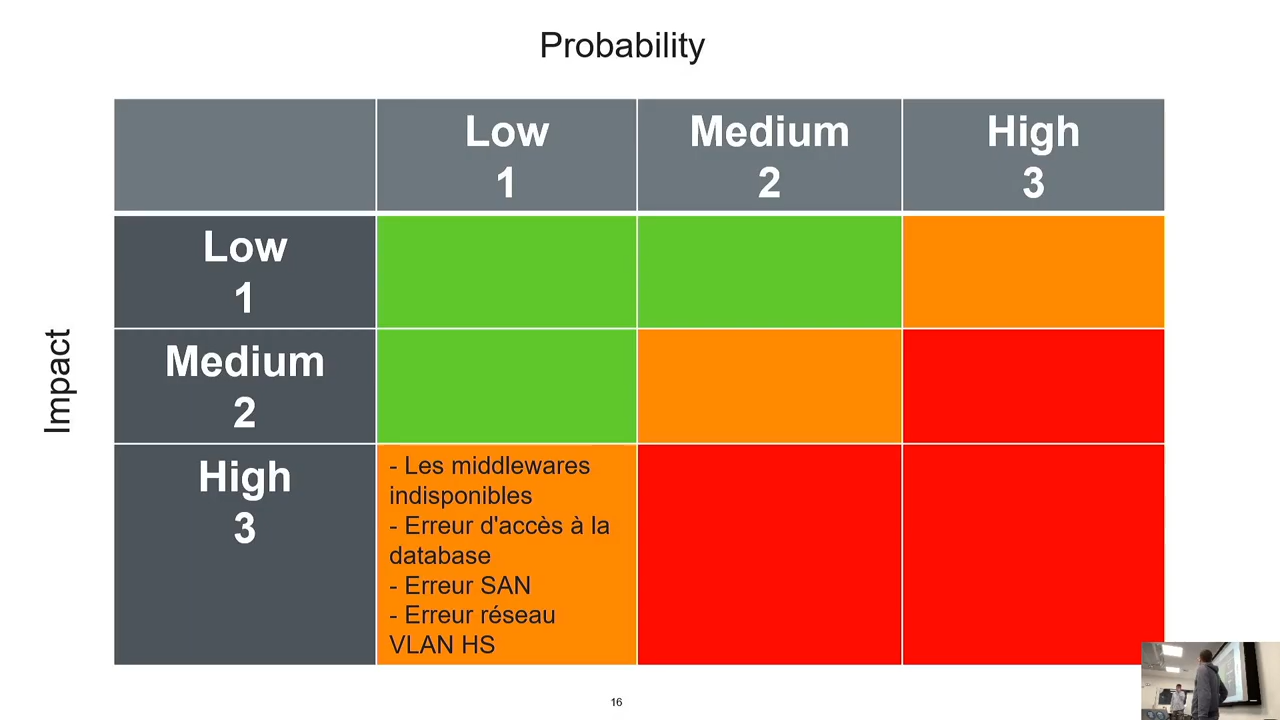 Probability
Low
1
Medium
2
High
3
Impact
Low
1
Medium
2
High
3
- Les middlewares
indisponibles
- Erreur d'accès à la
database
- Erreur SAN
- Erreur réseau
VLAN HS
16